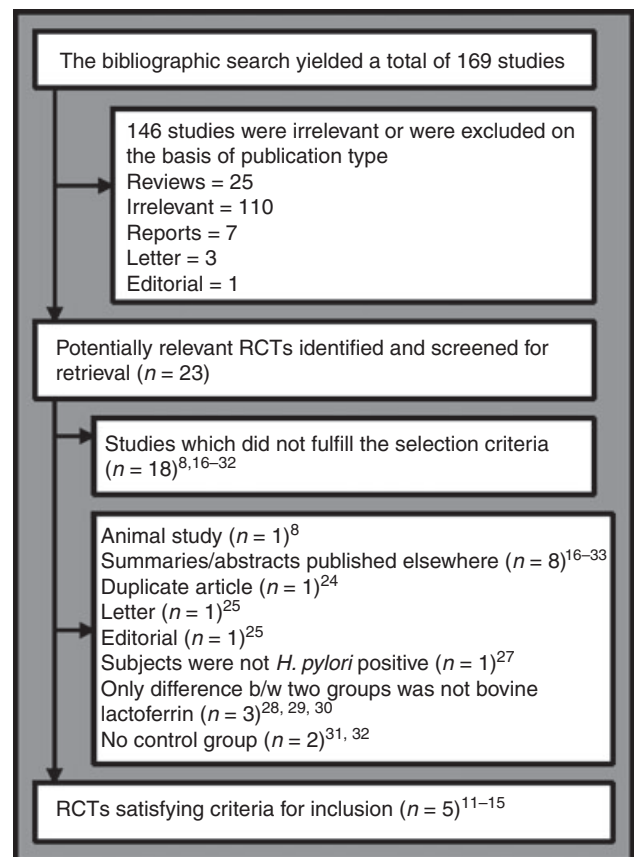 The bibliographic search yielded a total of 169 studies
146 studies were irrelevant or were excluded on
the basis of publication type
Reviews = 25
Irrelevant = 110
Reports = 7
Letter = 3
Editorial = 1
Potentially relevant RCTs identified and screened for
retrieval (n = 23)
Studies which did not fulfill the selection criteria
(n = 18)8,16–32
Animal study (n = 1)8
Summaries/abstracts published elsewhere (n = 8)16–33
Duplicate article (n = 1)24
Letter (n = 1)25
Editorial (n = 1)25
Subjects were not H. pylori positive (n = 1)27
Only difference b/w two groups was not bovine
lactoferrin (n = 3)28, 29, 30
No control group (n = 2)31, 32
RCTs satisfying criteria for inclusion (n = 5)11–15